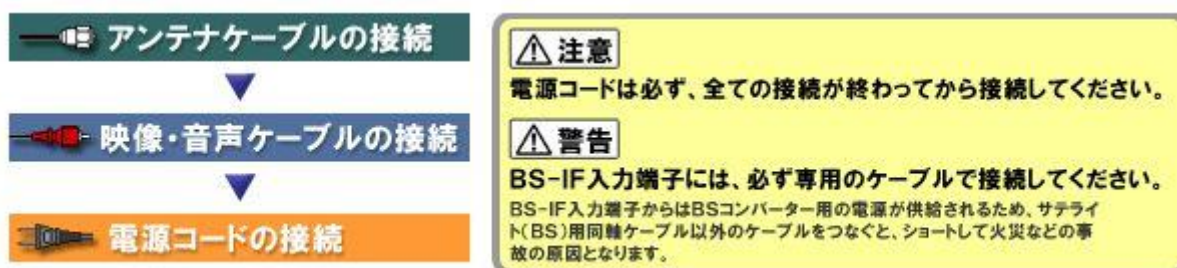 アンテナケーブルの接続
映像・音声ケーブルの接続
電源コードの接続
注意
電源コードは必ず、全ての接続が終わってから接続してください。
警告
BS-IF入力端子には、必ず専用のケーブルで接続してください。
BS-IF入力端子からはBSコンバーター用の電源が供給されるため、サテライ
ト(BS)用同軸ケーブル以外のケーブルをつなぐと、ショートして火災などの事
故の原因となります。